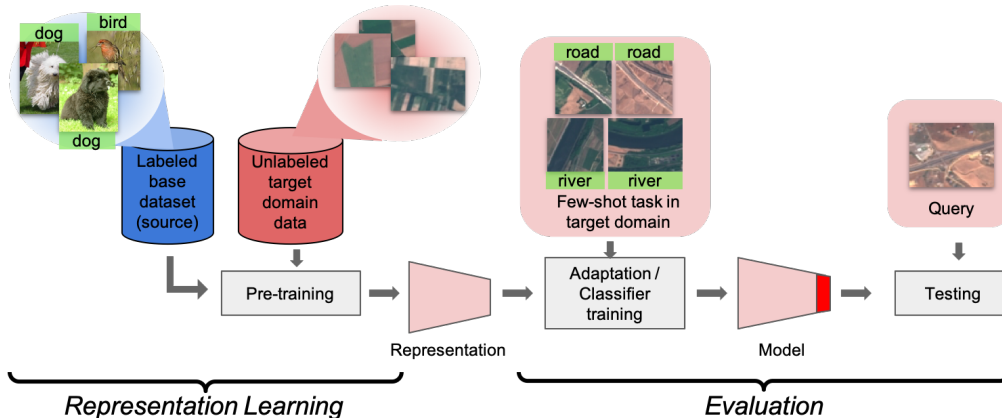 dog
bird
dog
Labeled
base
dataset
(source)
Unlabeled
target
domain
data
road
road
river
river
Few-shot task in
target domain
Query
Pre-training
Representation
Adaptation /
Classifier
training
Model
Testing
Representation Learning
Evaluation